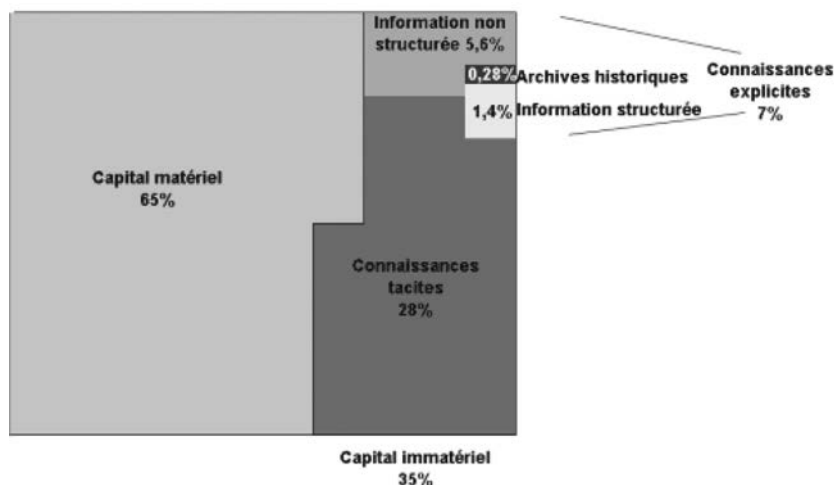 Information non
structurée 5,6%
0,28% Archives historiques
1,4% Information structurée
Connaissances
explicites
7%
Capital matériel
65%
Connaissances
tacites
28%
Capital immatériel
35%